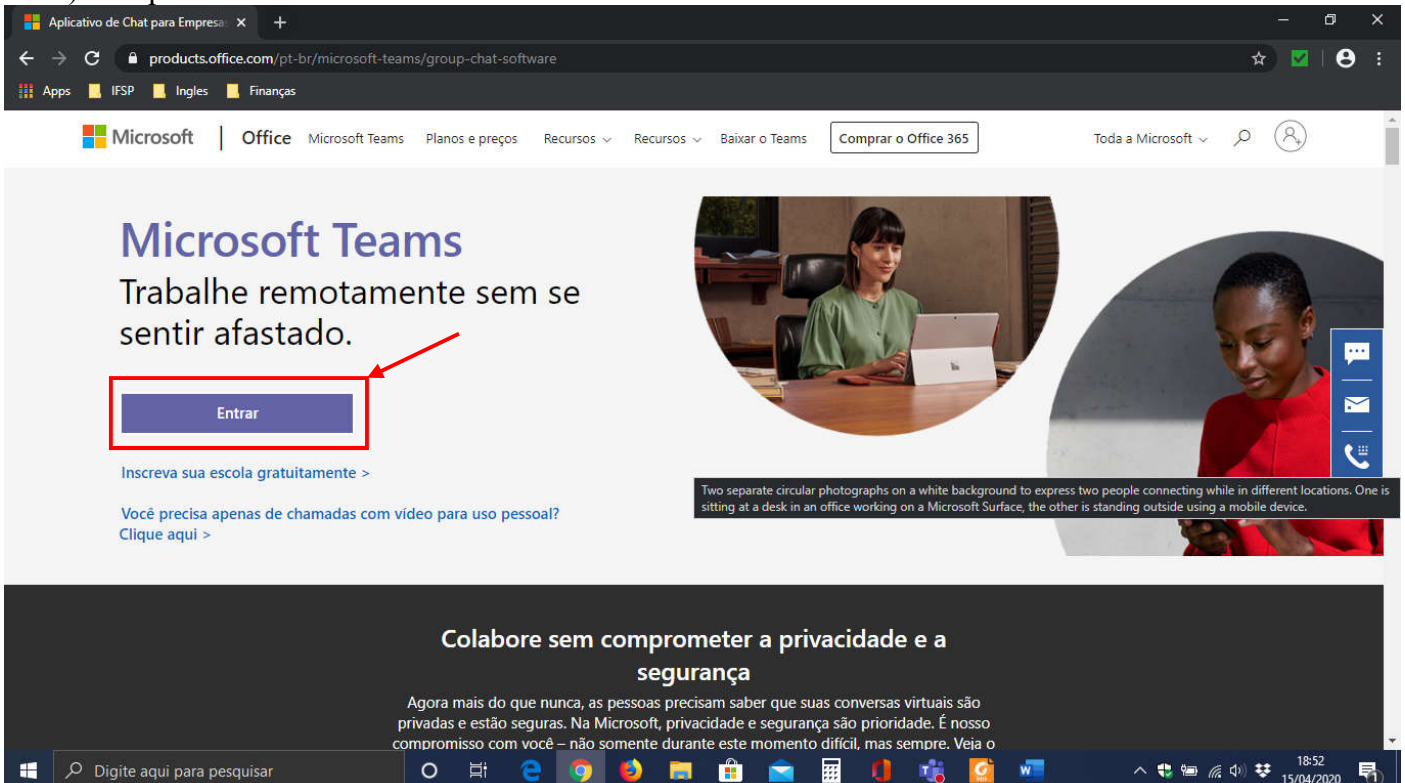 Aplicativo de Chat para Empresa
products.office.com/pt-br/microsoft-teams/group-chat-software
Apps IFSP Ingles Finanças
Microsoft | Office Microsoft Teams Planos e preços Recursos Recursos Baixar o Teams Comprar o Office 365 Toda a Microsoft
Microsoft Teams
Trabalhe remotamente sem se
sentir afastado.
Entrar
Inscreva sua escola gratuitamente >
Você precisa apenas de chamadas com vídeo para uso pessoal?
Clique aqui >
Two separate circular photographs on a white background to express two people connecting while in different locations. One is
sitting at a desk in an office working on a Microsoft Surface, the other is standing outside using a mobile device.
Colabore sem comprometer a privacidade e a
segurança
Agora mais do que nunca, as pessoas precisam saber que suas conversas virtuais são
privadas e estão seguras. Na Microsoft, privacidade e segurança são prioridade. É nosso
compromisso com você – não somente durante este momento difícil, mas sempre. Veja o
Digite aqui para pesquisar
18:52
15/04/2020